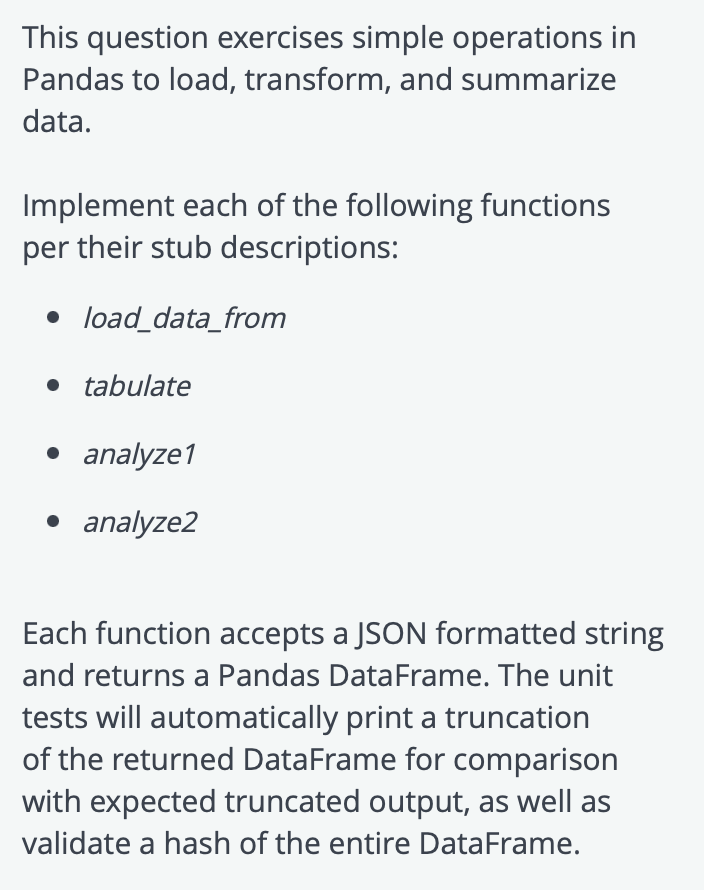 This question exercises simple operations in
Pandas to load, transform, and summarize
data.
Implement each of the following functions
per their stub descriptions:
• load_data_from
• tabulate
• analyze1
• analyze2
Each function accepts a JSON formatted string
and returns a Pandas DataFrame. The unit
tests will automatically print a truncation
of the returned DataFrame for comparison
with expected truncated output, as well as
validate a hash of the entire DataFrame.